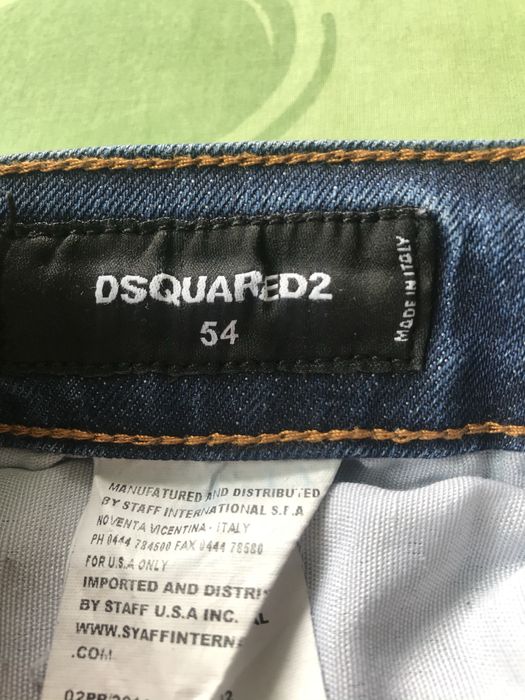 DSQUARED2
54
MADE IN ITALY
MANUFATURED AND DISTRIBUTED
BY STAFF INTERNATIONAL S.F.A
NOVENTA VICENTINA - ITALY
PH 0444 784600 FAX 0444 78580
FOR U.S.A ONLY
IMPORTED AND DISTRI
BY STAFF U.S.A INC.
WWW.SYAFFINTERN
.COM